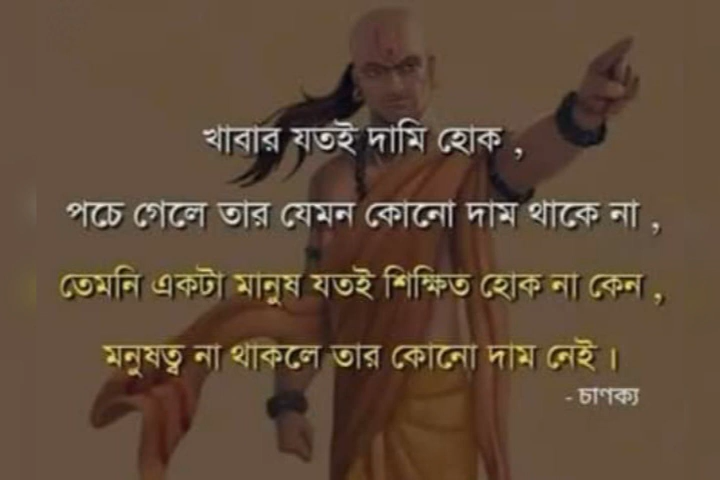 খাবার যতই দামি হোক ,
পচে গেলে তার যেমন কোনো দাম থাকে না ,
তেমনি একটা মানুষ যতই শিক্ষিত হোক না কেন ,
মনুষত্ব না থাকলে তার কোনো দাম নেই ।
- চাণক্য